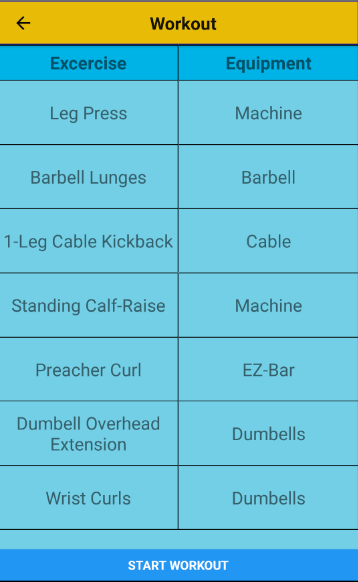 Workout
Excercise Equipment
Leg Press Machine
Barbell Lunges Barbell
1-Leg Cable Kickback Cable
Standing Calf-Raise Machine
Preacher Curl EZ-Bar
Dumbell Overhead
Extension Dumbells
Wrist Curls Dumbells
START WORKOUT